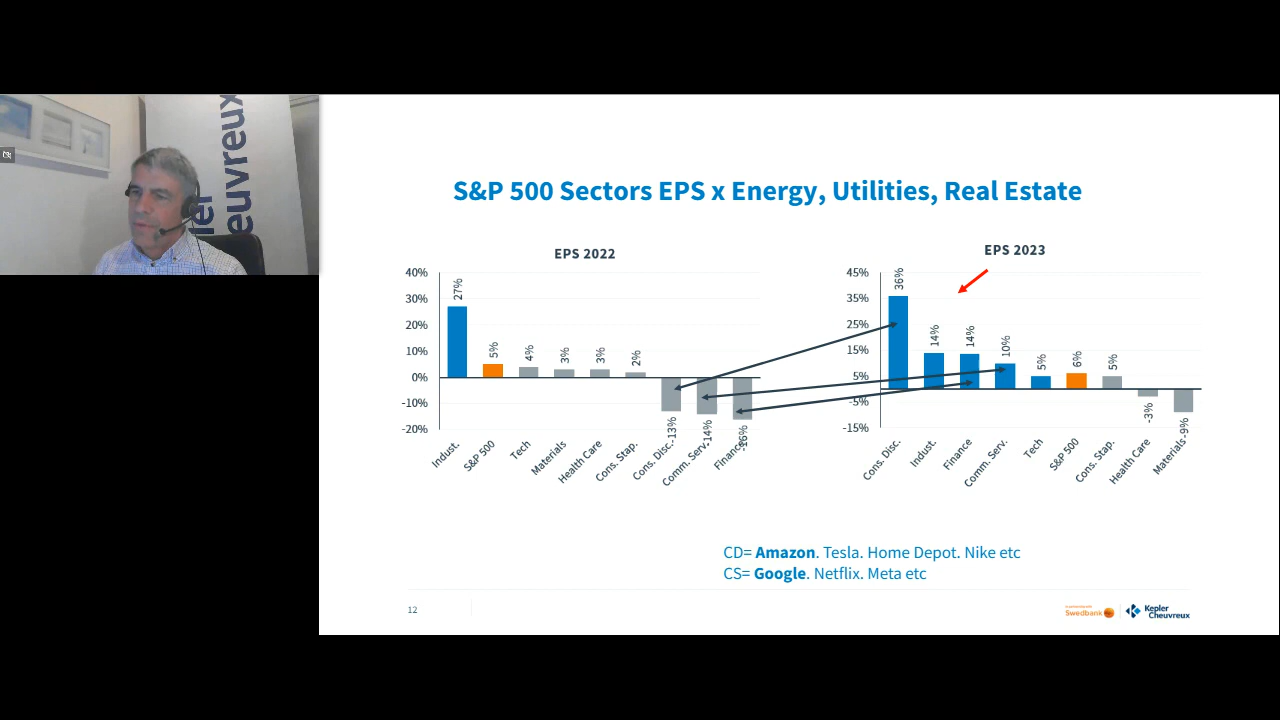 euvreux
ler
S&P 500 Sectors EPS x Energy, Utilities, Real Estate
EPS 2022
40%
30%
20%
10%
0%
-10%
-20%
27%
5%
4%
3%
3%
2%
-13%
-14%
-16%
Indust.
S&P 500
Tech
Materials
Health Care
Cons. Stap.
Cons. Disc.
Comm. Serv.
Finance
EPS 2023
45%
35%
25%
15%
5%
-5%
-15%
36%
14%
14%
10%
5%
6%
5%
-3%
-9%
Cons. Disc.
Indust.
Finance
Comm. Serv.
Tech
S&P 500
Cons. Stap.
Health Care
Materials
CD= Amazon. Tesla. Home Depot. Nike etc
CS= Google. Netflix. Meta etc
12
Swedbank
Kepler
Cheuvreux